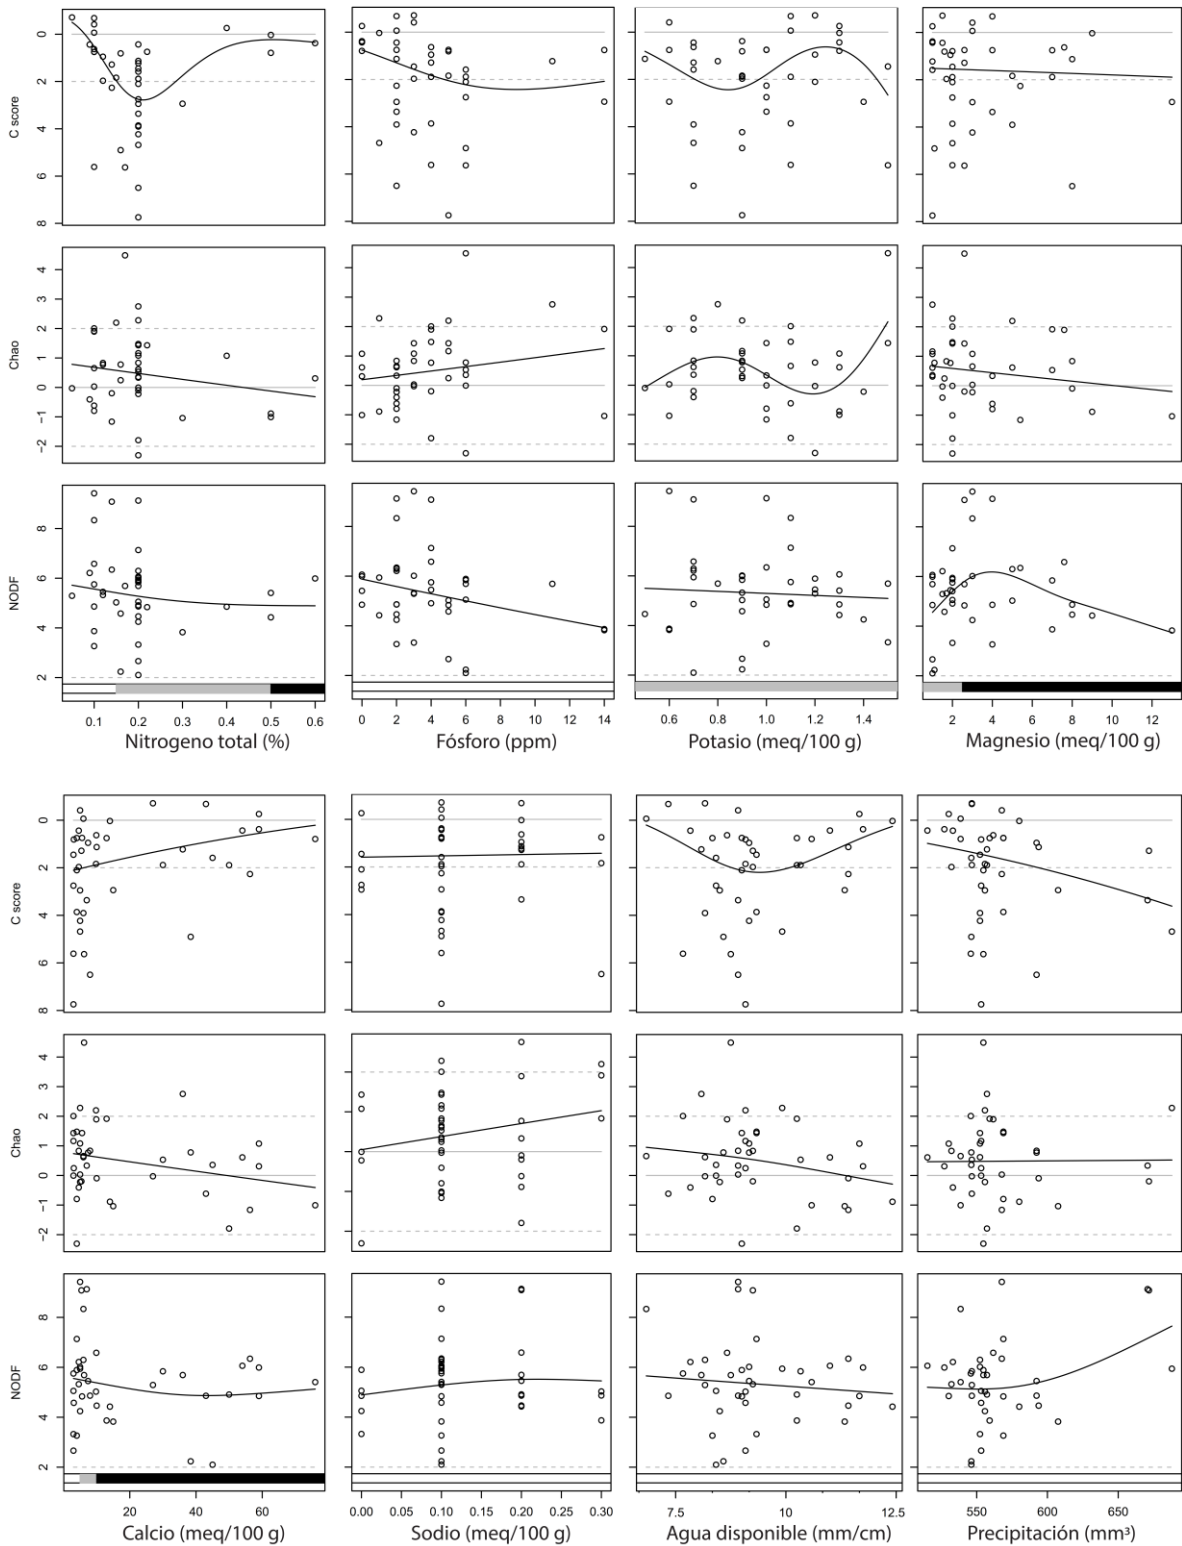 C score
0
2
4
6
8
Chao
4
3
2
1
0
−1
−2
NODF
8
6
4
2
0.1 0.2 0.3 0.4 0.5 0.6
0 2 4 6 8 10 12 14
0.6 0.8 1.0 1.2 1.4
2 4 6 8 10 12
Nitrogeno total (%)
Fósforo (ppm)
Potasio (meq/100 g)
Magnesio (meq/100 g)
C score
0
2
4
6
8
Chao
4
3
2
1
0
−1
−2
NODF
8
6
4
2
20 40 60
0.00 0.05 0.10 0.15 0.20 0.25 0.30
7.5 10 12.5
550 600 650
Calcio (meq/100 g)
Sodio (meq/100 g)
Agua disponible (mm/cm)
Precipitación (mm³)